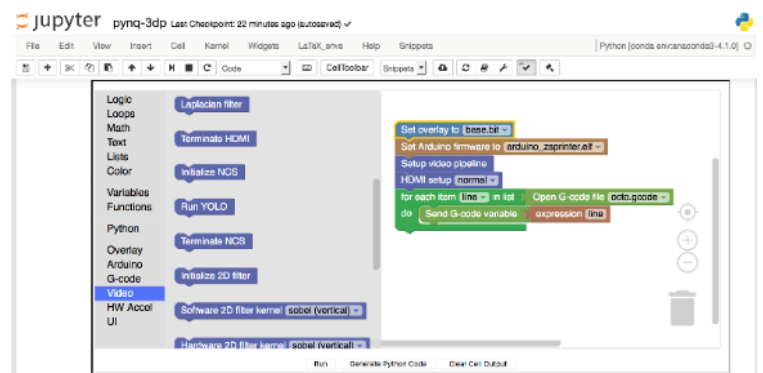 jupyter pynq-3dp Last Checkpoint: 22 minutes ago (autosaved)
File Edit View Insert Cell Kernel Widgets LaTeX_envs Help Snippets Python [conda env:anaconda3-4.1.0]
Code CellToolbar Snippets
Logic
Loops
Math
Text
Lists
Color
Variables
Functions
Python
Overlay
Arduino
G-code
Video
HW Accel
UI
Laplacian filter
Terminate HDMI
Initialize NCS
Run YOLO
Terminate NCS
Initialize 2D filter
Software 2D filter kernel sobel (vertical)
Hardware 2D filter kernel sobel (vertical)
Set overlay to base.bit
Set Arduino firmware to arduino_zsprinter.elf
Setup video pipeline
HDMI setup normal
for each item line in list Open G-code file octo.gcode
do Send G-code variable expression line
Run Generate Python Code Clear Cell Output